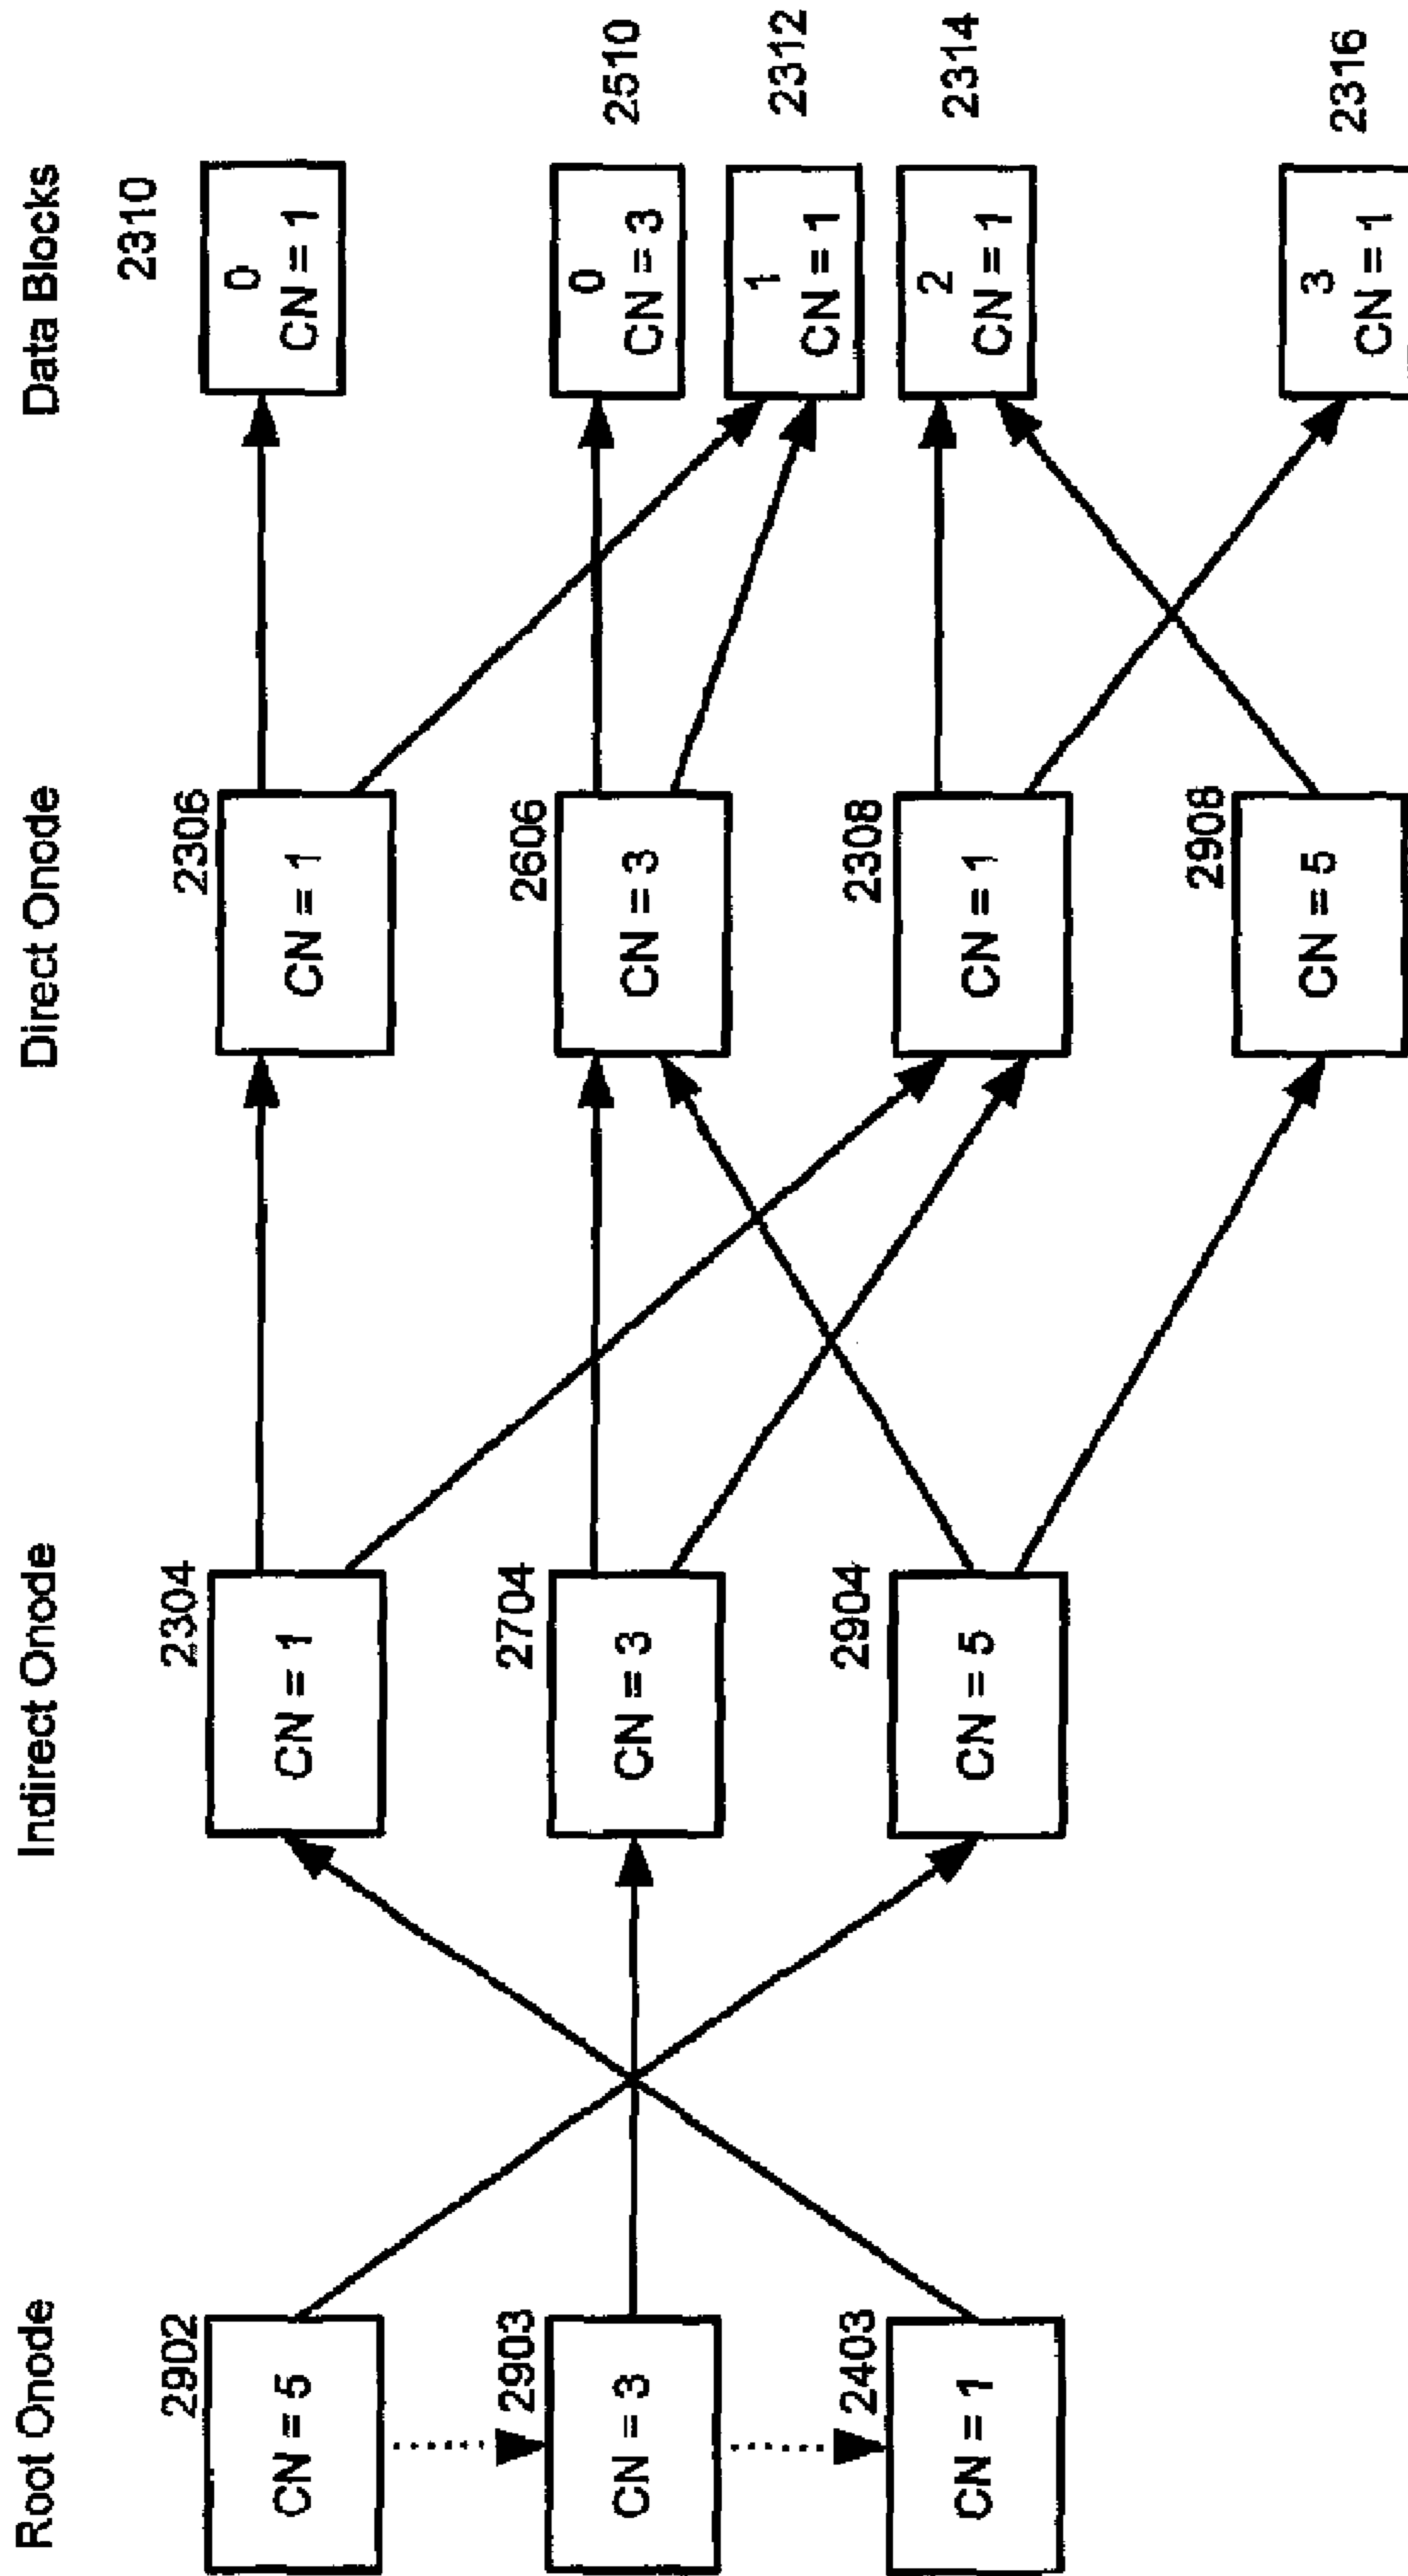 Root Onode
Indirect Onode
Direct Onode
Data Blocks
2902
CN = 5
2903
CN = 3
2403
CN = 1
2304
CN = 1
2704
CN = 3
2904
CN = 5
2306
CN = 1
2606
CN = 3
2308
CN = 1
2908
CN = 5
2310
0
CN = 1
0
CN = 3
2510
1
CN = 1
2312
2
CN = 1
2314
3
CN = 1
2316